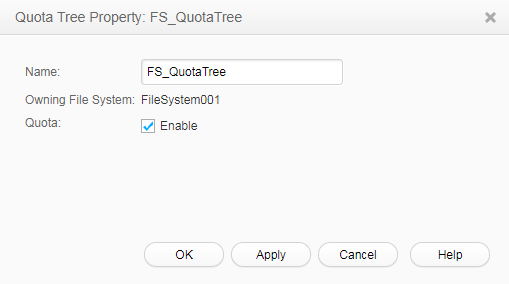 Quota Tree Property: FS_QuotaTree
Name: FS_QuotaTree
Owning File System: FileSystem001
Quota: Enable
OK Apply Cancel Help